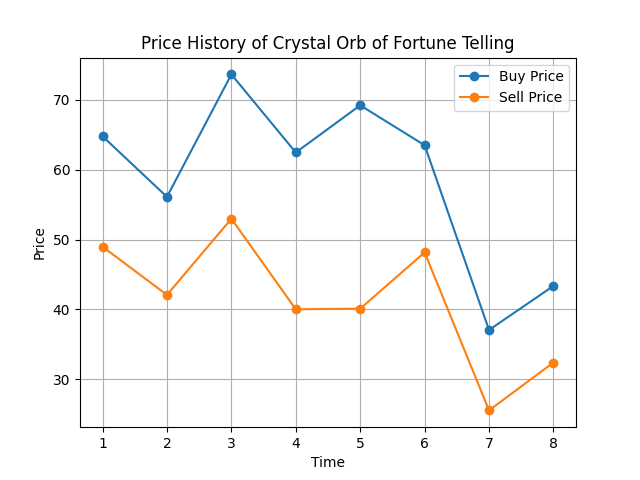 Price History of Crystal Orb of Fortune Telling
Buy Price
Sell Price
70
60
50
40
30
Price
1 2 3 4 5 6 7 8
Time